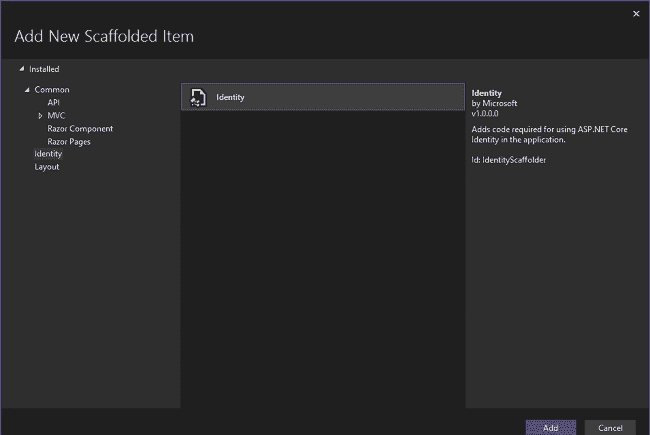 Add New Scaffolded Item
Installed
Common
API
MVC
Razor Component
Razor Pages
Identity
Layout
Identity
Identity
by Microsoft
v1.0.0.0
Adds code required for using ASP.NET Core
Identity in the application.
Id: IdentityScaffolder
Add
Cancel